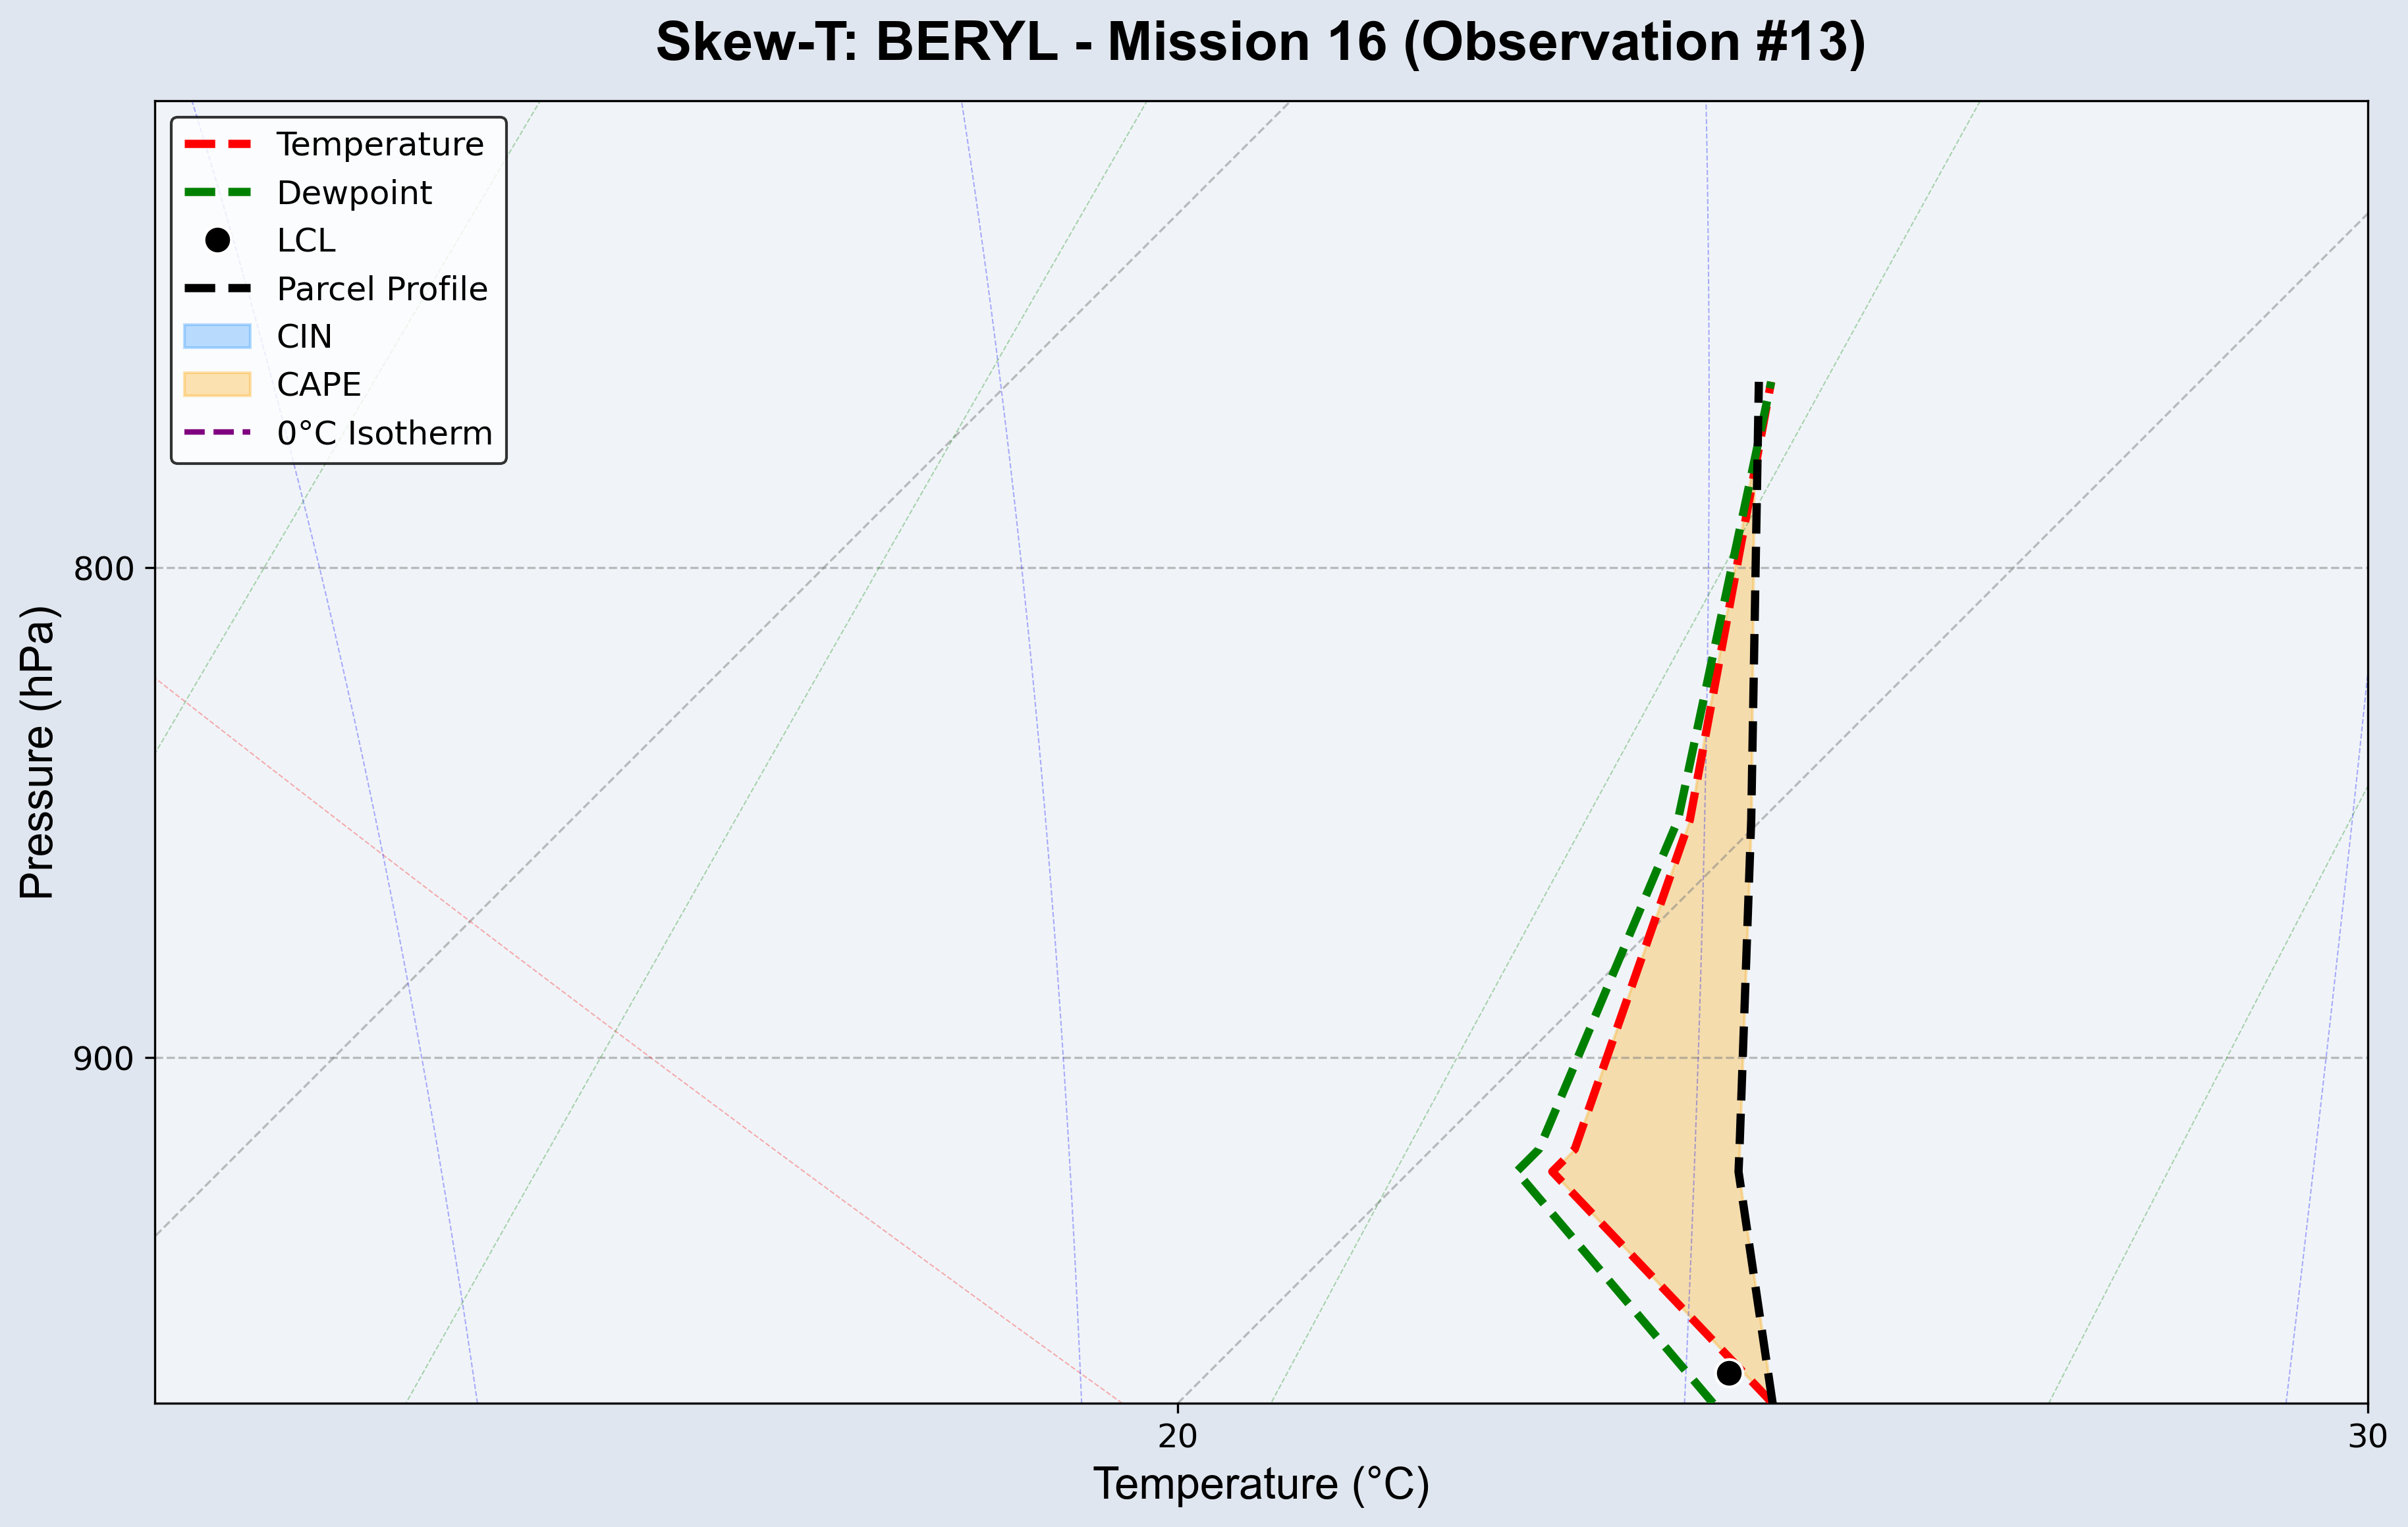 Skew-T: BERYL - Mission 16 (Observation #13)
Temperature
Dewpoint
LCL
Parcel Profile
CIN
CAPE
0°C Isotherm
800
900
Pressure (hPa)
20
30
Temperature (°C)